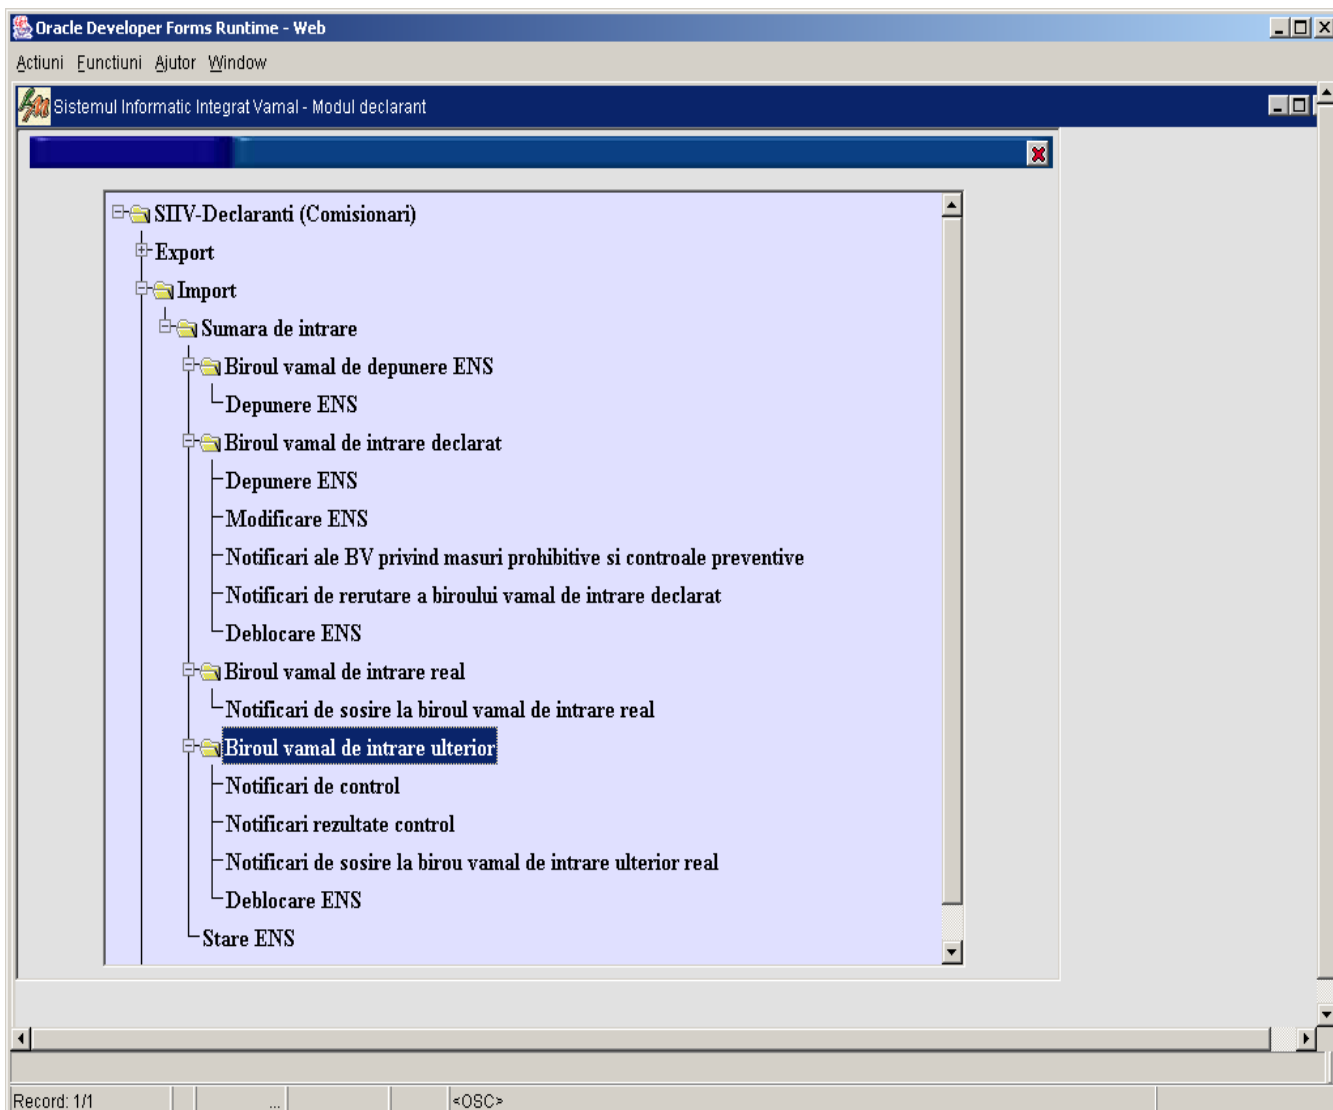 Oracle Developer Forms Runtime - Web
Actiuni Functiuni Ajutor Window
Sistemul Informatic Integrat Vamal - Modul declarant
SIIV-Declaranti (Comisionari)
Export
Import
Sumara de intrare
Biroul vamal de depunere ENS
Depunere ENS
Biroul vamal de intrare declarat
Depunere ENS
Modificare ENS
Notificari ale BV privind masuri prohibitive si controale preventive
Notificari de rerutare a biroului vamal de intrare declarat
Deblocare ENS
Biroul vamal de intrare real
Notificari de sosire la biroul vamal de intrare real
Biroul vamal de intrare ulterior
Notificari de control
Notificari rezultate control
Notificari de sosire la birou vamal de intrare ulterior real
Deblocare ENS
Stare ENS
Record: 1/1 ... <OSC>